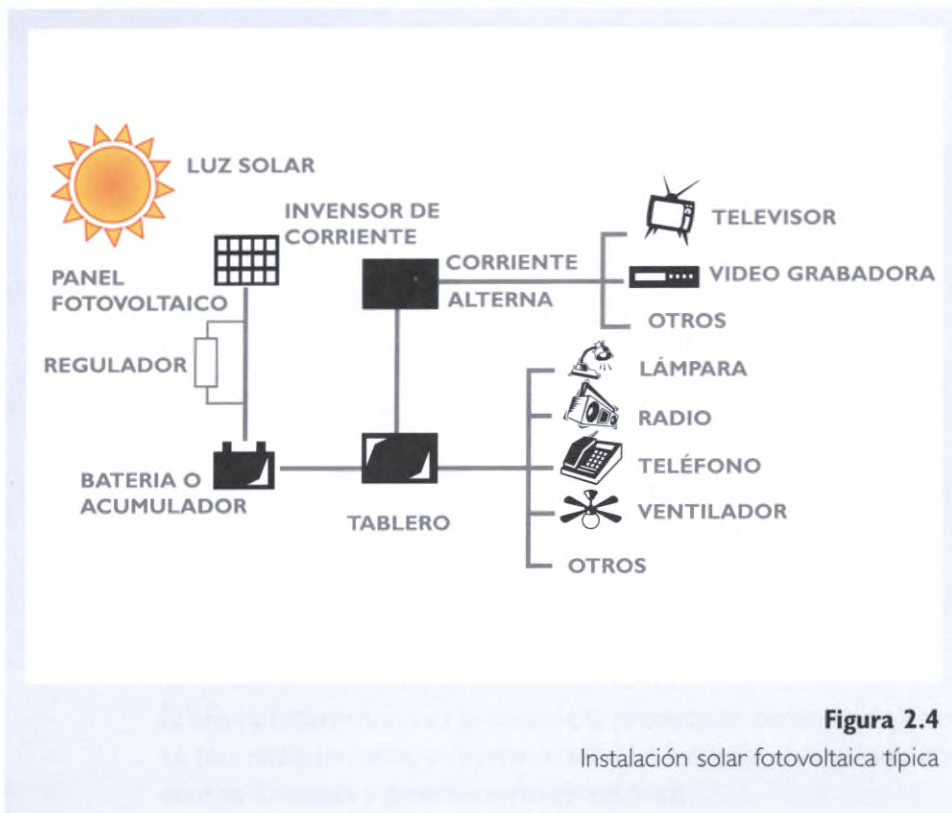 LUZ SOLAR
INVENSOR DE
CORRIENTE
PANEL
FOTOVOLTAICO
REGULADOR
BATERIA O
ACUMULADOR
TABLERO
CORRIENTE
ALTERNA
TELEVISOR
VIDEO GRABADORA
OTROS
LÁMPARA
RADIO
TELÉFONO
VENTILADOR
OTROS
Figura 2.4
Instalación solar fotovoltaica típica